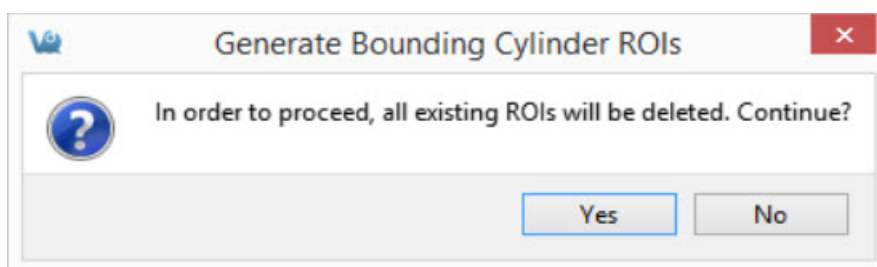 Generate Bounding Cylinder ROIs
In order to proceed, all existing ROIs will be deleted. Continue?
Yes
No